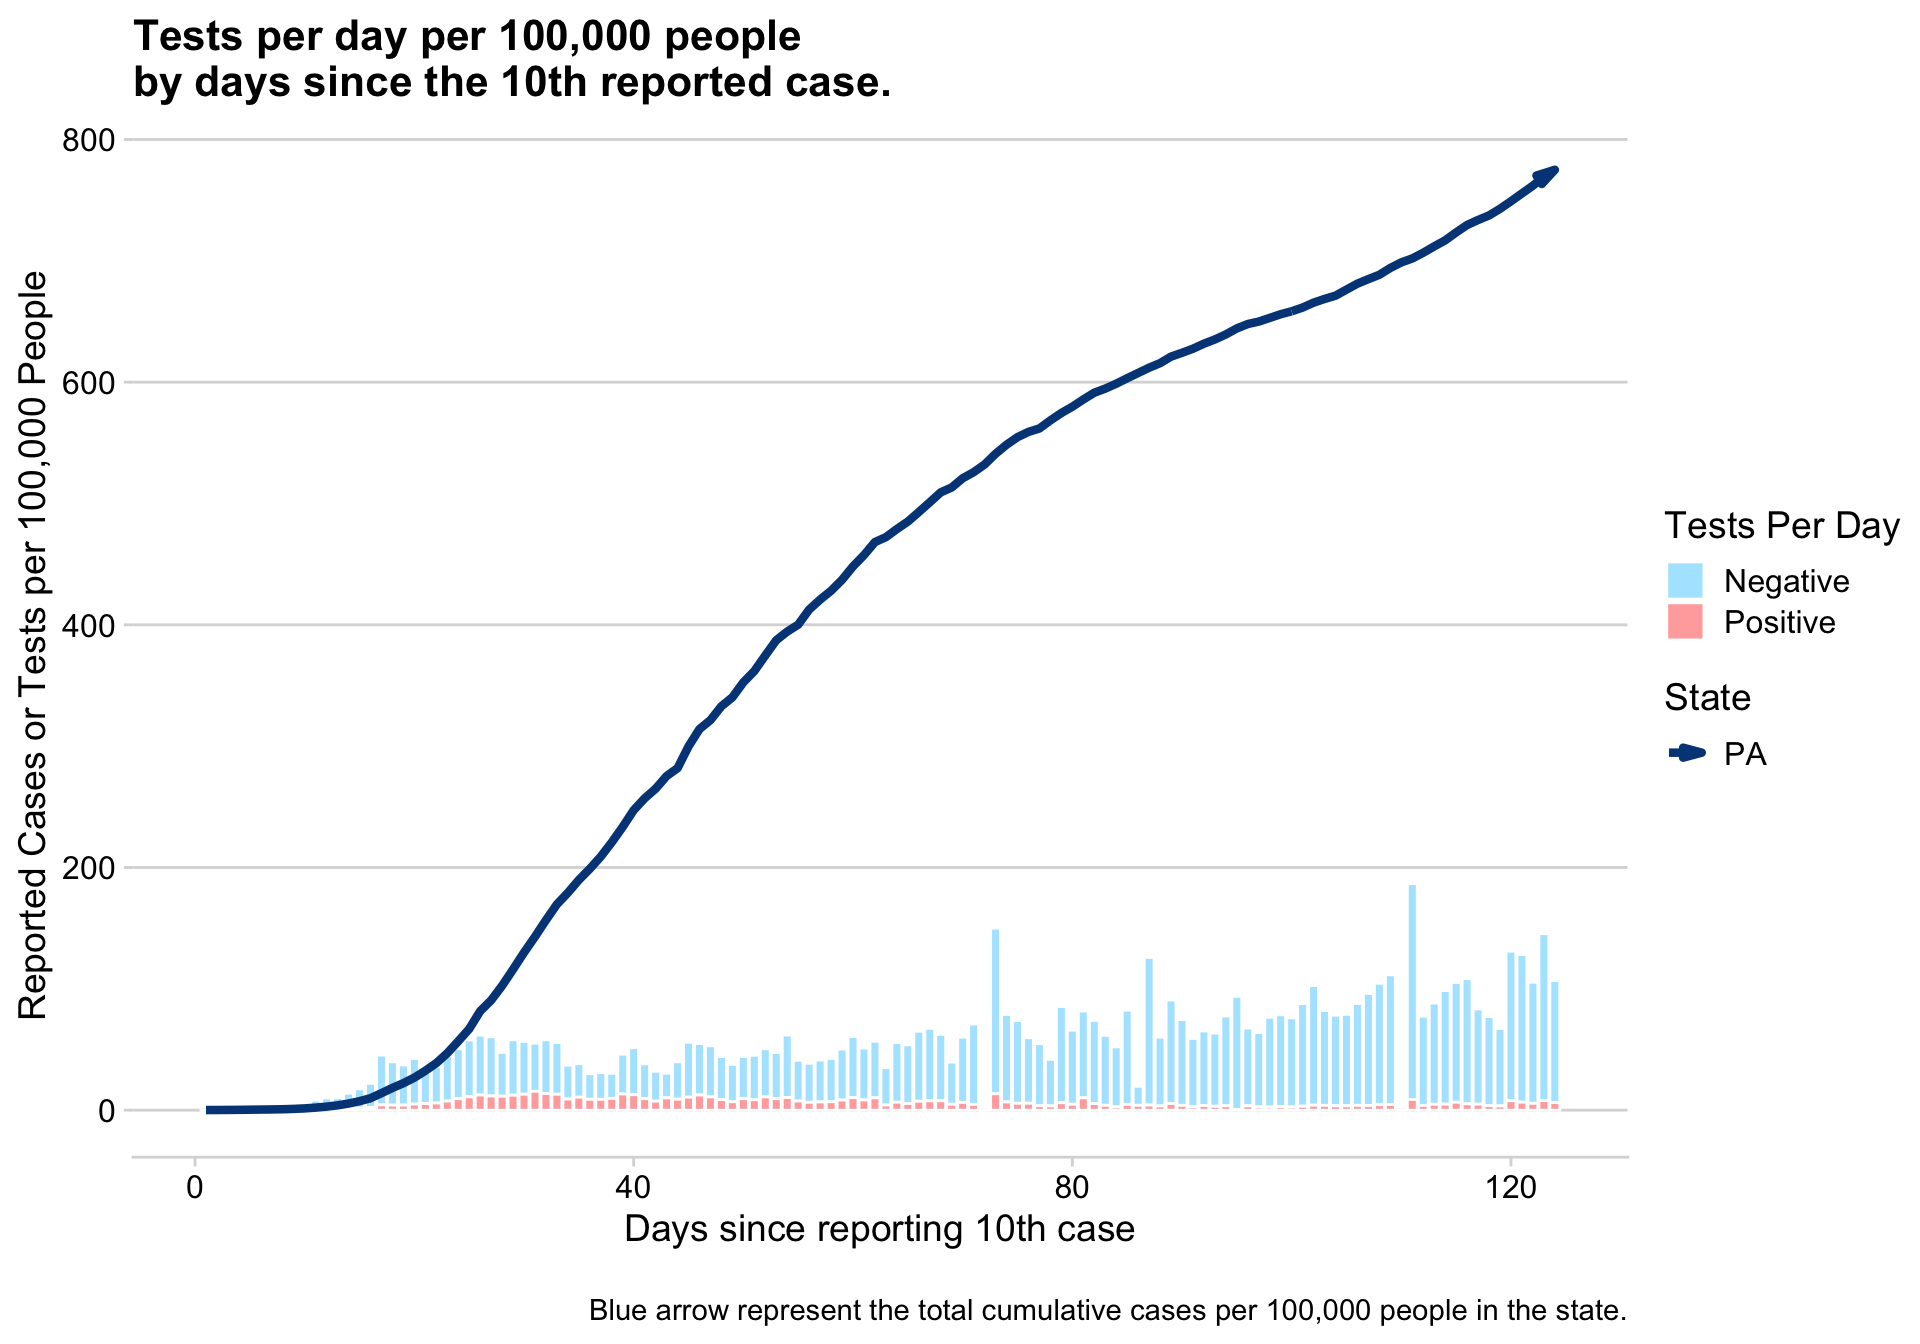 Tests per day per 100,000 people
by days since the 10th reported case.
Reported Cases or Tests per 100,000 People
800
600
400
200
0
0
40
80
120
Days since reporting 10th case
Tests Per Day
Negative
Positive
State
PA
Blue arrow represent the total cumulative cases per 100,000 people in the state.